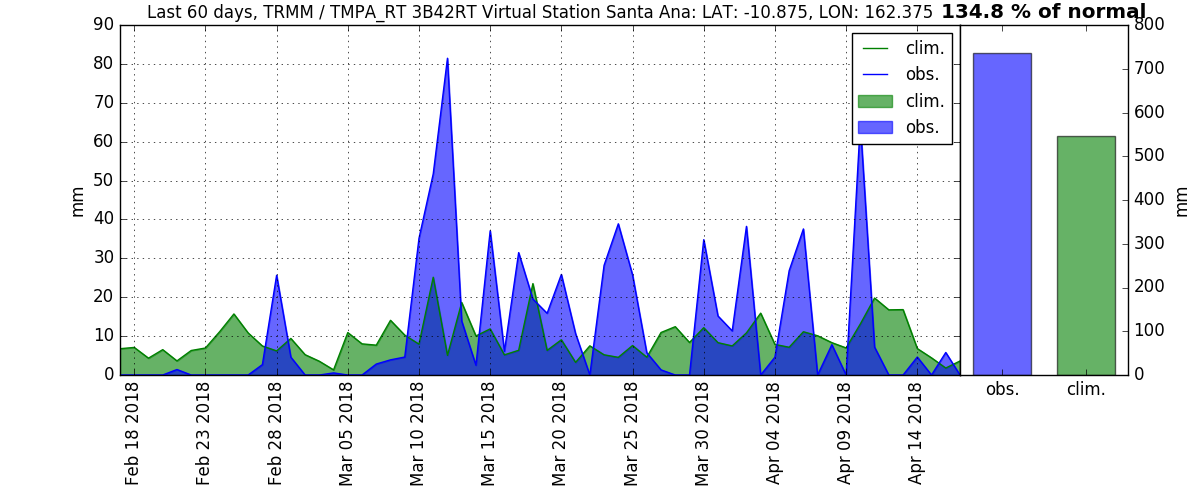 Last 60 days, TRMM / TMPA_RT 3B42RT Virtual Station Santa Ana: LAT: -10.875, LON: 162.375 134.8 % of normal
90
80
70
60
50
40
30
20
10
0
mm
clim.
obs.
clim.
obs.
800
700
600
500
400
300
200
100
0
mm
obs. clim.
Feb 18 2018
Feb 23 2018
Feb 28 2018
Mar 05 2018
Mar 10 2018
Mar 15 2018
Mar 20 2018
Mar 25 2018
Mar 30 2018
Apr 04 2018
Apr 09 2018
Apr 14 2018